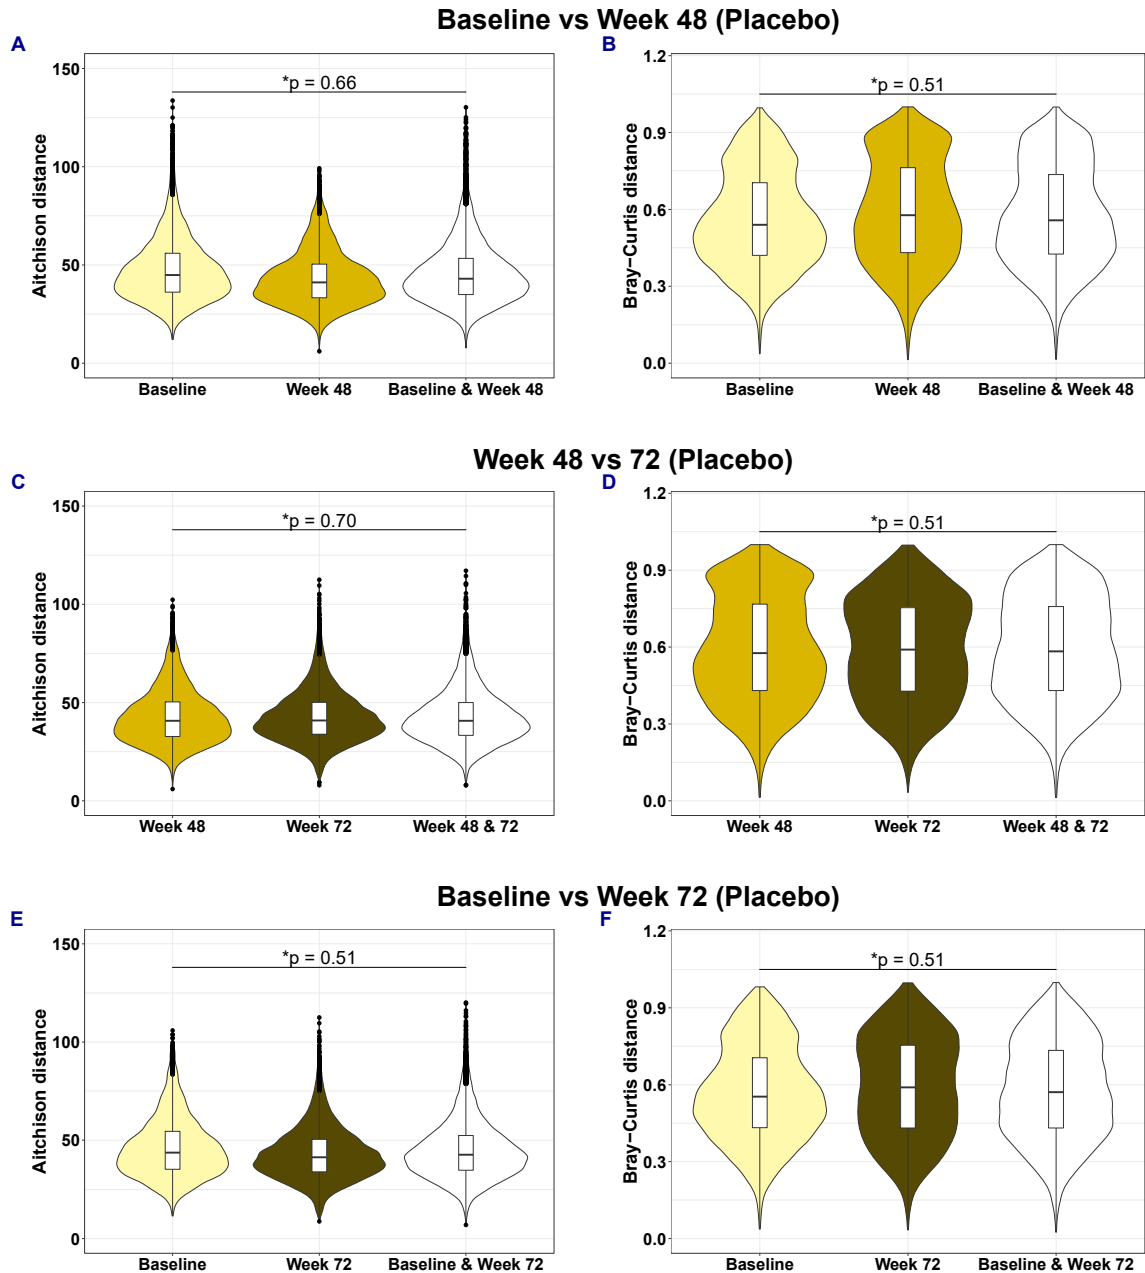 Baseline vs Week 48 (Placebo)
A
B
Aitchison distance
150
100
50
0
*p = 0.66
Baseline
Week 48
Baseline & Week 48
Bray−Curtis distance
1.2
0.9
0.6
0.3
0.0
*p = 0.51
Baseline
Week 48
Baseline & Week 48
Week 48 vs 72 (Placebo)
C
D
Aitchison distance
150
100
50
0
*p = 0.70
Week 48
Week 72
Week 48 & 72
Bray−Curtis distance
1.2
0.9
0.6
0.3
0.0
*p = 0.51
Week 48
Week 72
Week 48 & 72
Baseline vs Week 72 (Placebo)
E
F
Aitchison distance
150
100
50
0
*p = 0.51
Baseline
Week 72
Baseline & Week 72
Bray−Curtis distance
1.2
0.9
0.6
0.3
0.0
*p = 0.51
Baseline
Week 72
Baseline & Week 72